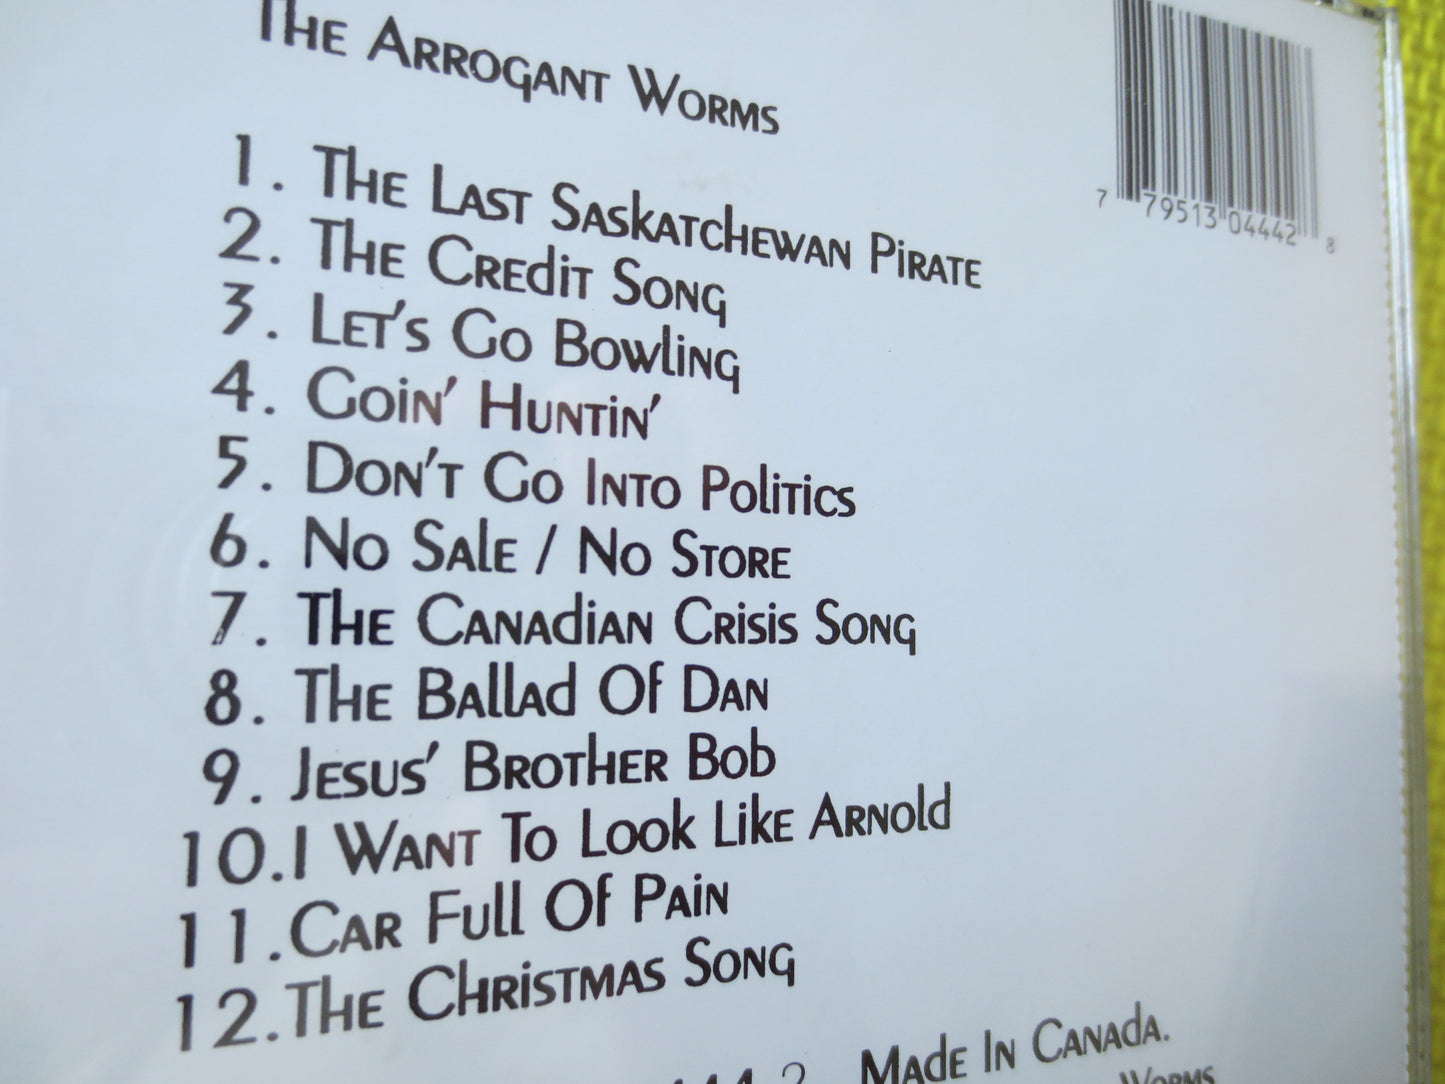 The Arrogant Worms
7 79513 04442 8
1. The Last Saskatchewan Pirate
2. The Credit Song
3. Let's Go Bowling
4. Goin' Huntin'
5. Don't Go Into Politics
6. No Sale / No Store
7. The Canadian Crisis Song
8. The Ballad Of Dan
9. Jesus' Brother Bob
10. I Want To Look Like Arnold
11. Car Full Of Pain
12. The Christmas Song
Made In Canada.
Worms